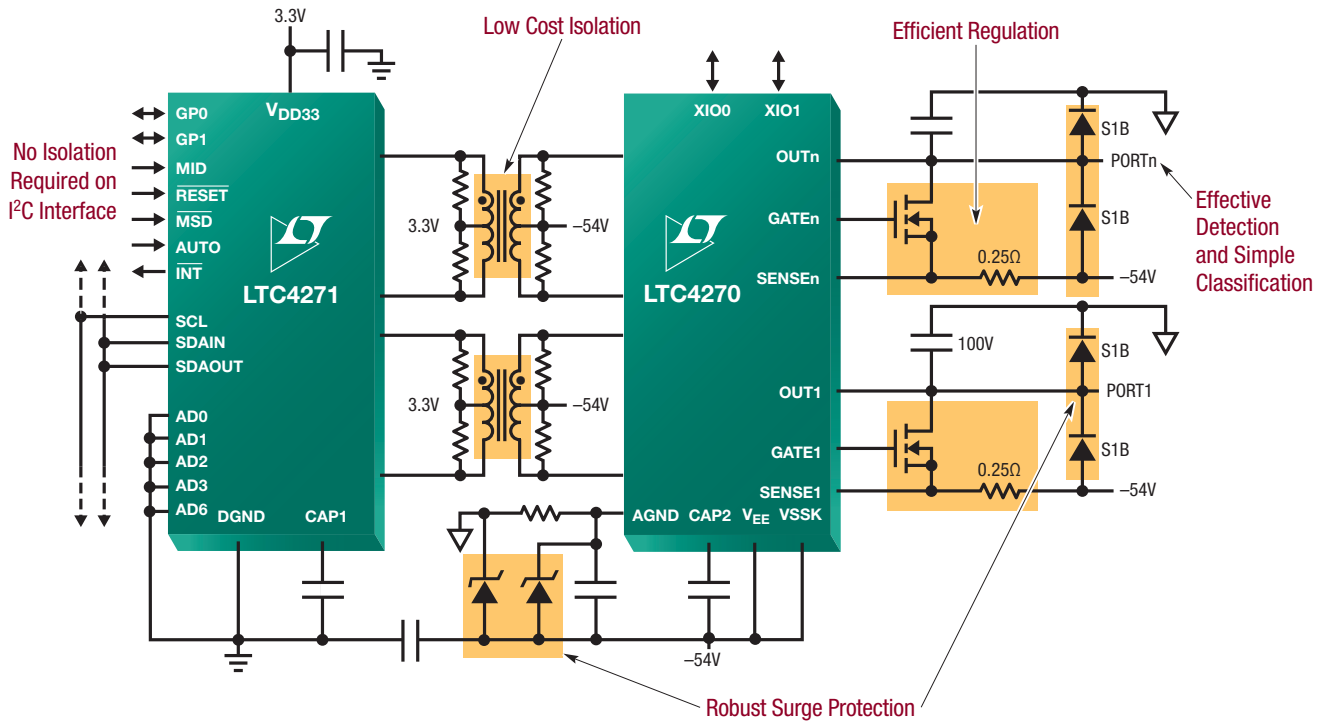 3.3V
Low Cost Isolation
Efficient Regulation
No Isolation
Required on
I²C Interface
GP0
GP1
MID
RESET
MSD
AUTO
INT
SCL
SDAIN
SDAOUT
AD0
AD1
AD2
AD3
AD6
VDD33
LTC4271
DGND
CAP1
3.3V
–54V
3.3V
–54V
XIO0
XIO1
OUTn
GATEn
SENSEn
LTC4270
OUT1
GATE1
SENSE1
AGND
CAP2
VEE
VSSK
S1B
PORTn
S1B
0.25Ω
–54V
Effective
Detection
and Simple
Classification
100V
S1B
PORT1
S1B
0.25Ω
–54V
–54V
Robust Surge Protection